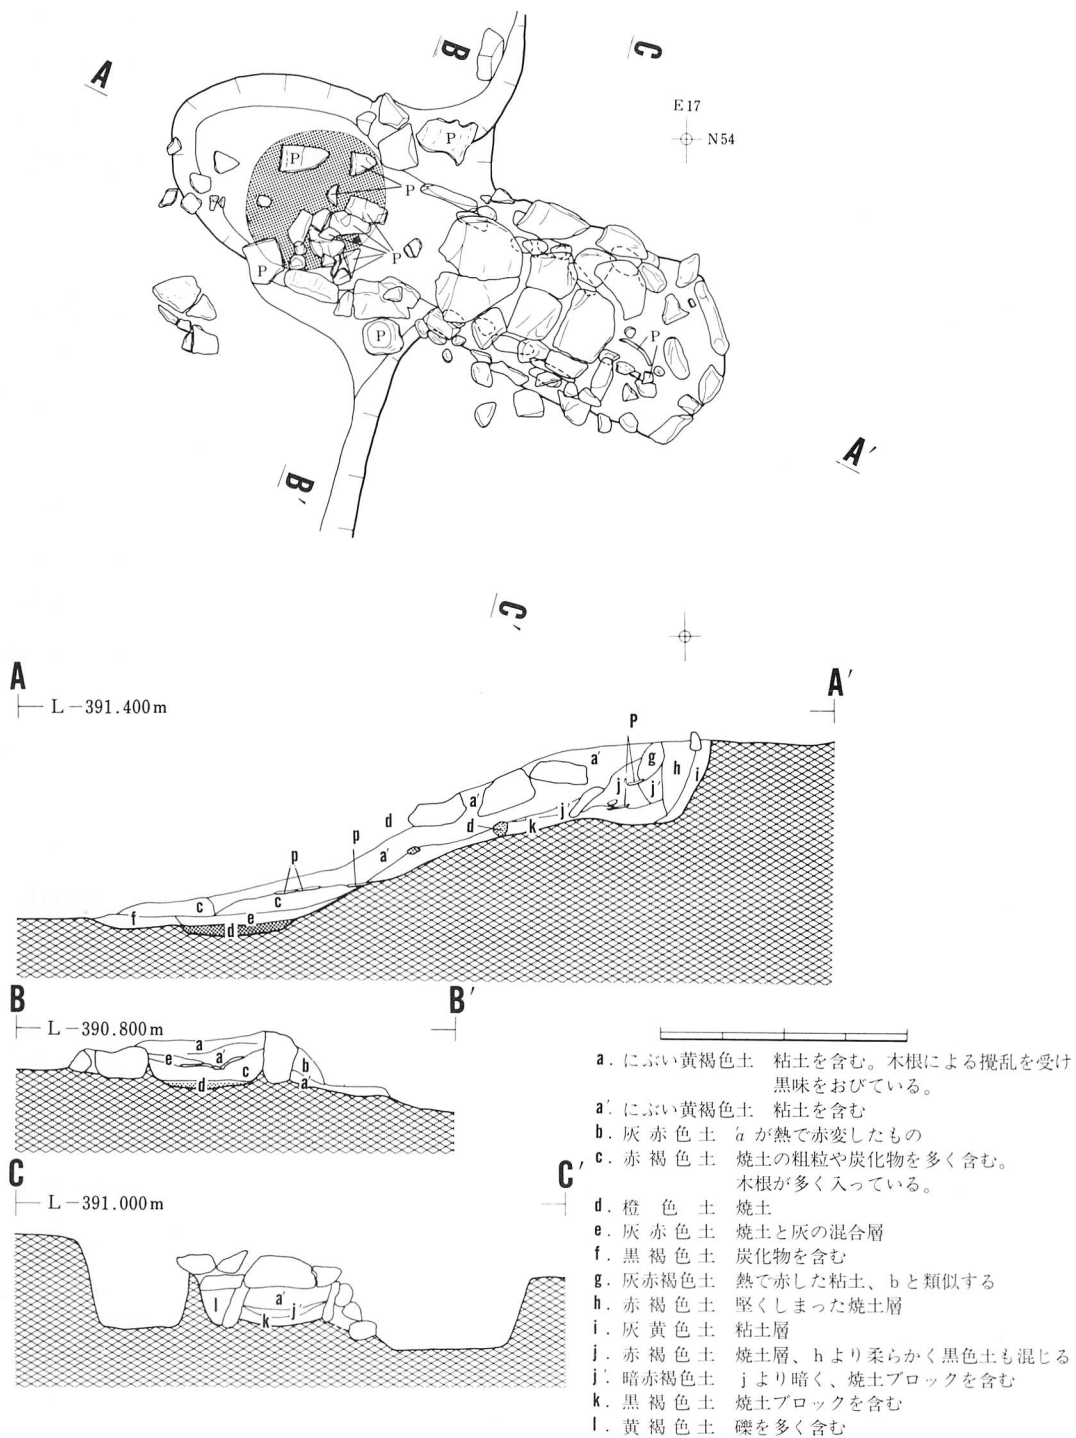 A
B
C
E17
N54
P
P
P
P
P
P
P
B′
A′
C′
A
A′
L−391.400m
P
a′
g
h
i
j′
j′
a′
d
d
k
j′
p
p
a′
c
c
f
e
d
B
B′
L−390.800m
a
e
a′
c
b
d
a′
C
C′
L−391.000m
l
a′
j′
k
a. にぶい黄褐色土　粘土を含む。木根による攪乱を受け
黒味をおびている。
a′. にぶい黄褐色土　粘土を含む
b. 灰赤色土　aが熱で赤変したもの
c. 赤褐色土　焼土の粗粒や炭化物を多く含む。
木根が多く入っている。
d. 橙色土　焼土
e. 灰赤色土　焼土と灰の混合層
f. 黒褐色土　炭化物を含む
g. 灰赤褐色土　熱で赤した粘土、bと類似する
h. 赤褐色土　堅くしまった焼土層
i. 灰黄色土　粘土層
j. 赤褐色土　焼土層、hより柔らかく黒色土も混じる
j′. 暗赤褐色土　jより暗く、焼土ブロックを含む
k. 黒褐色土　焼土ブロックを含む
l. 黄褐色土　礫を多く含む